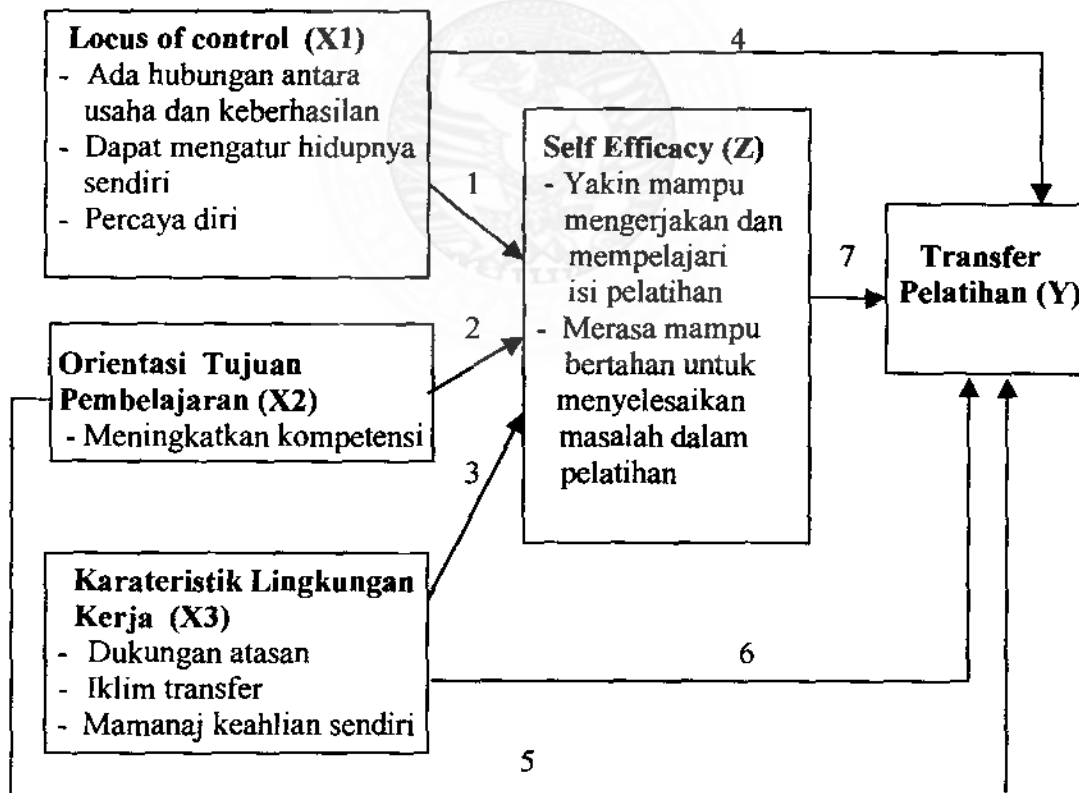 Locus of control (X1)
- Ada hubungan antara
usaha dan keberhasilan
- Dapat mengatur hidupnya
sendiri
- Percaya diri
4
1
Self Efficacy (Z)
- Yakin mampu
mengerjakan dan
mempelajari
isi pelatihan
- Merasa mampu
bertahan untuk
menyelesaikan
masalah dalam
pelatihan
7
Transfer
Pelatihan (Y)
2
Orientasi Tujuan
Pembelajaran (X2)
- Meningkatkan kompetensi
3
Karateristik Lingkungan
Kerja (X3)
- Dukungan atasan
- Iklim transfer
- Mamanaj keahlian sendiri
6
5